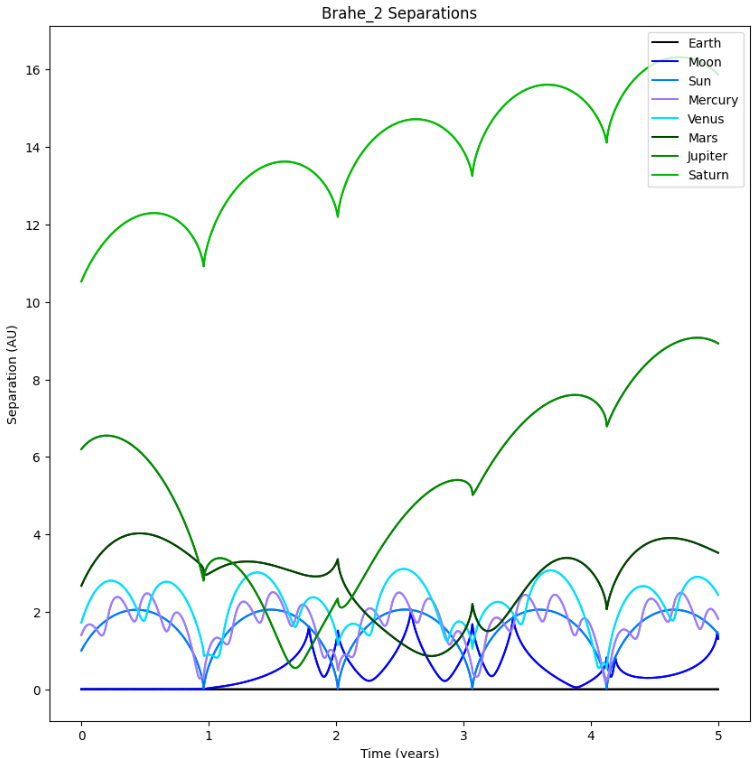 Brahe_2 Separations
Earth
Moon
Sun
Mercury
Venus
Mars
Jupiter
Saturn
Separation (AU)
16
14
12
10
8
6
4
2
0
0 1 2 3 4 5
Time (years)